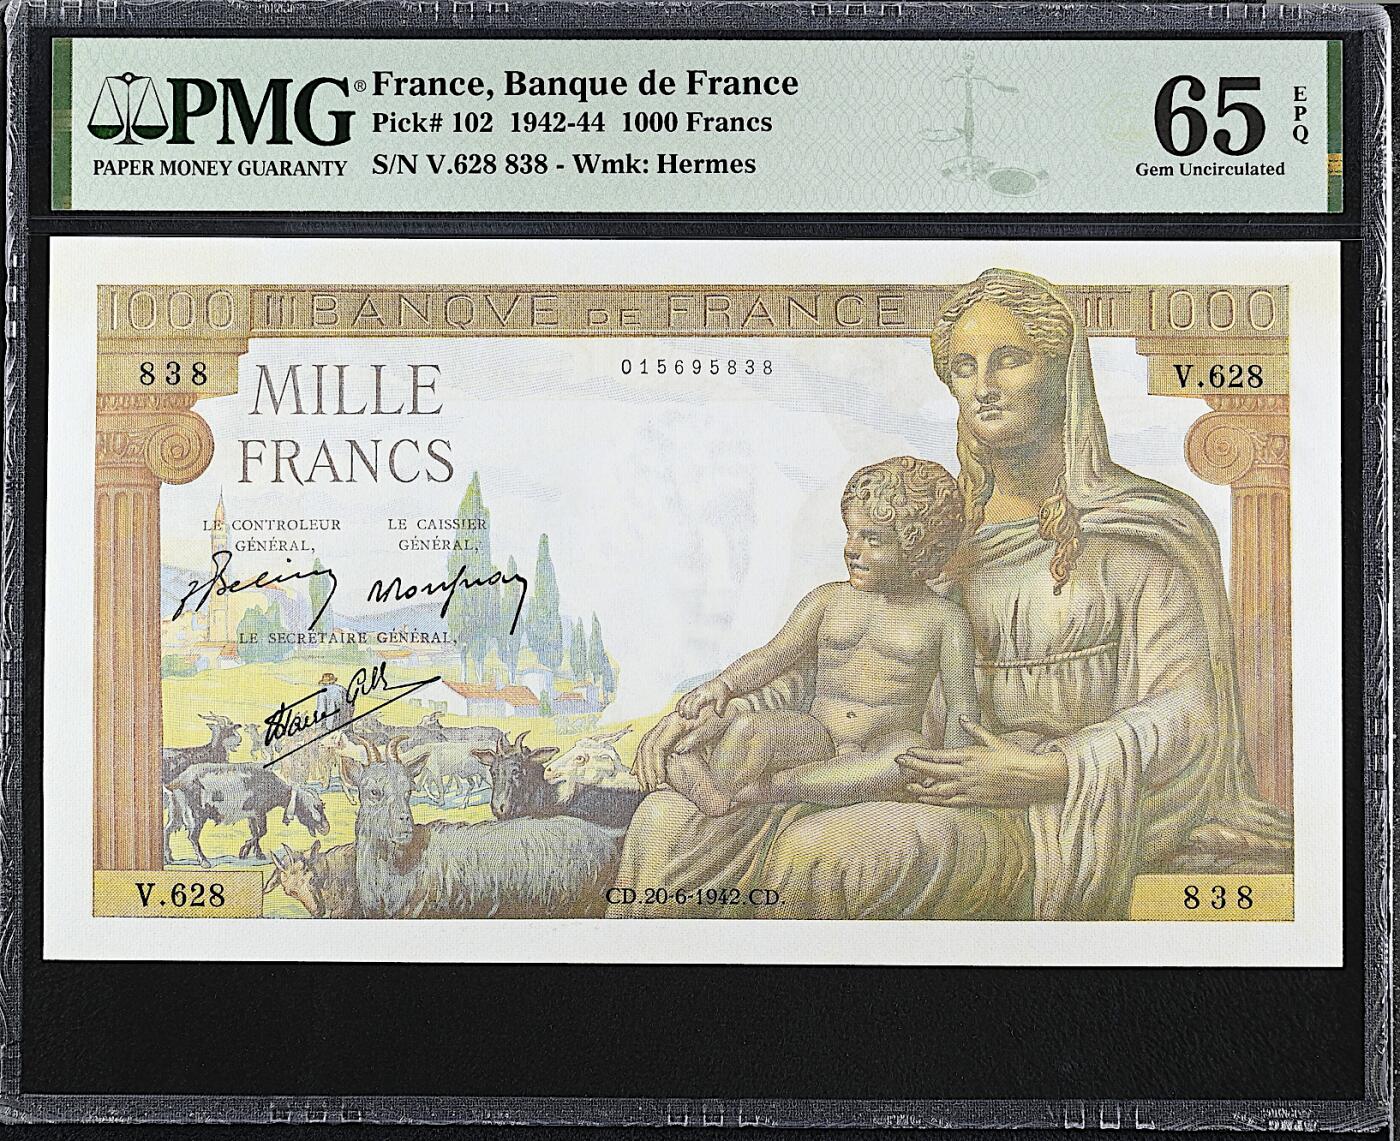 PMG®
PAPER MONEY GUARANTY
France, Banque de France
Pick# 102 1942-44 1000 Francs
S/N V.628 838 - Wmk: Hermes
65
EPQ
Gem Uncirculated
1000 BANQVE DE FRANCE 1000
838
015695838
V.628
MILLE
FRANCS
LE CONTROLEUR
GÉNÉRAL,
LE CAISSIER
GÉNÉRAL,
LE SECRÉTAIRE GÉNÉRAL,
V.628
CD.20-6-1942.CD.
838
PMG